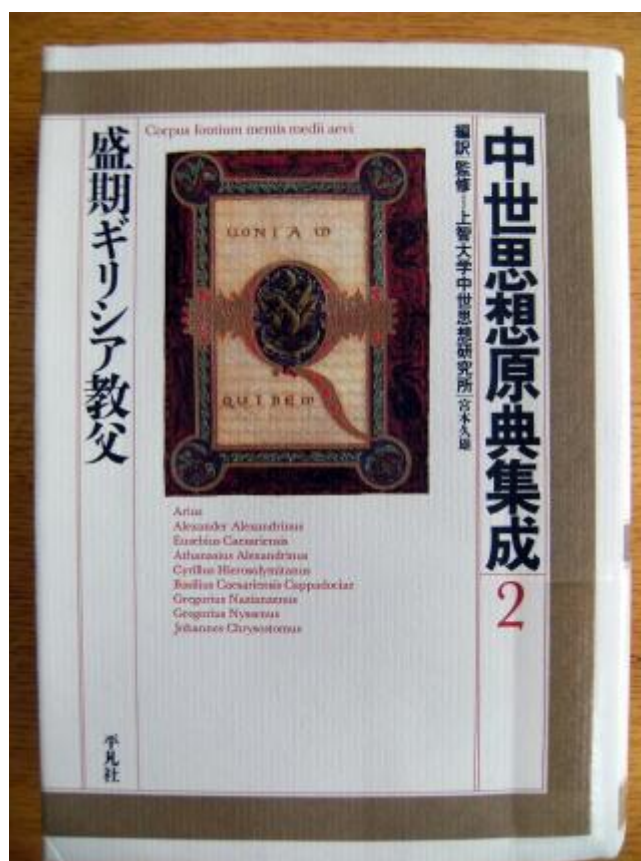 中世思想原典集成
2
編訳/監修……上智大学中世思想研究所/宮本久雄
Corpus fontium mentis medii aevi
UONIAM
QUIDEM
Arius
Alexander Alexandrinus
Eusebius Caesariensis
Athanasius Alexandrinus
Cyrillus Hierosolymitanus
Basilius Caesariensis Cappadociae
Gregorius Nazianzenus
Gregorius Nyssenus
Johannes Chrysostomus
盛期ギリシア教父
平凡社